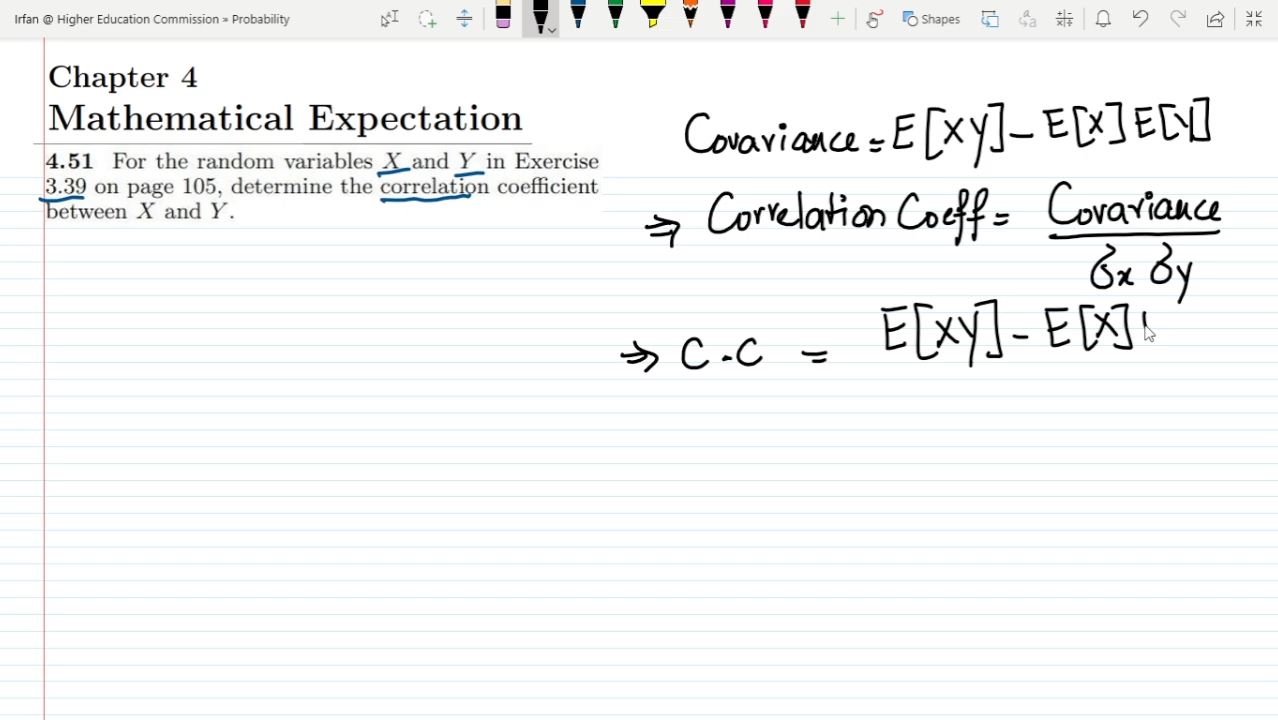 Irfan @ Higher Education Commission » Probability
Shapes
Chapter 4
Mathematical Expectation
4.51 For the random variables X and Y in Exercise
3.39 on page 105, determine the correlation coefficient
between X and Y.
Covariance = E[XY] - E[X] E[Y]
⇒ Correlation Coeff = Covariance
σx σy
⇒ C.C = E[XY] - E[X]